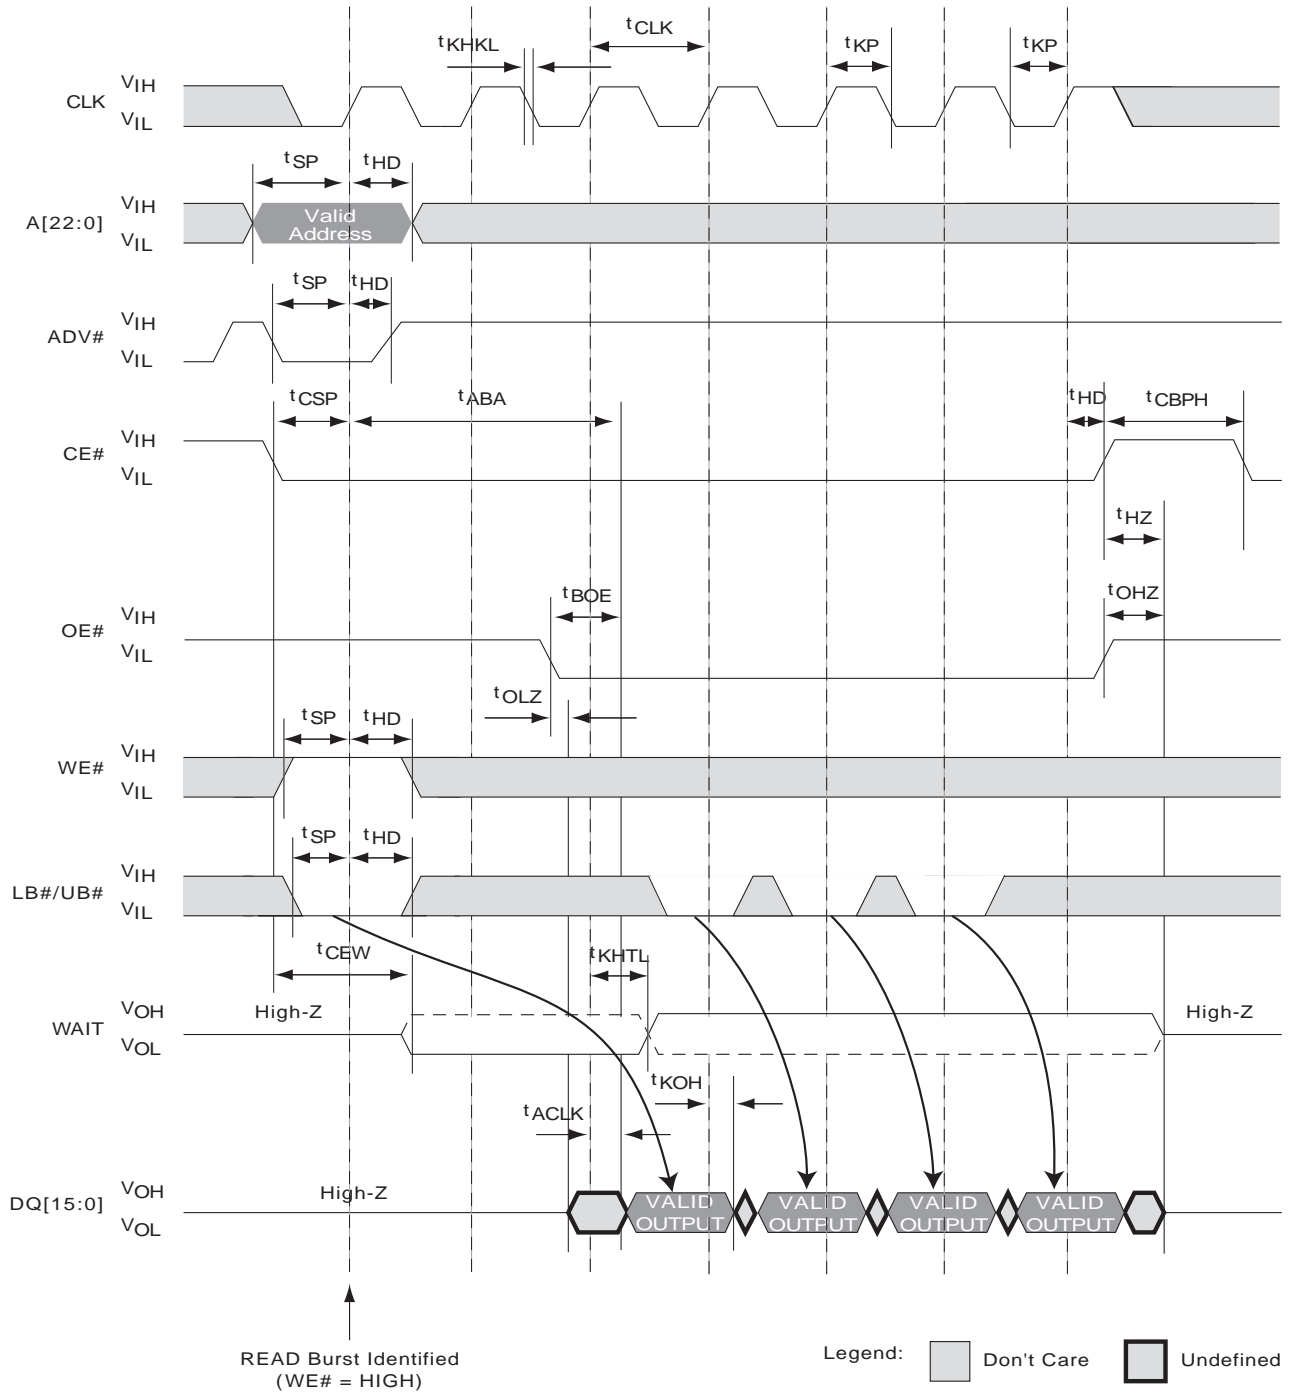 tCLK
tKHKL
tKP
tKP
VIH
CLK
VIL
tSP
tHD
VIH
A[22:0]
VIL
Valid
Address
tSP
tHD
VIH
ADV#
VIL
tCSP
tABA
tHD
tCBPH
VIH
CE#
VIL
tHZ
tBOE
tOHZ
VIH
OE#
VIL
tOLZ
tSP
tHD
VIH
WE#
VIL
tSP
tHD
VIH
LB#/UB#
VIL
tCEW
tKHTL
VOH
High-Z
High-Z
WAIT
VOL
tKOH
tACLK
VOH
High-Z
DQ[15:0]
VOL
VALID
OUTPUT
VALID
OUTPUT
VALID
OUTPUT
VALID
OUTPUT
READ Burst Identified
(WE# = HIGH)
Legend:
Don't Care
Undefined